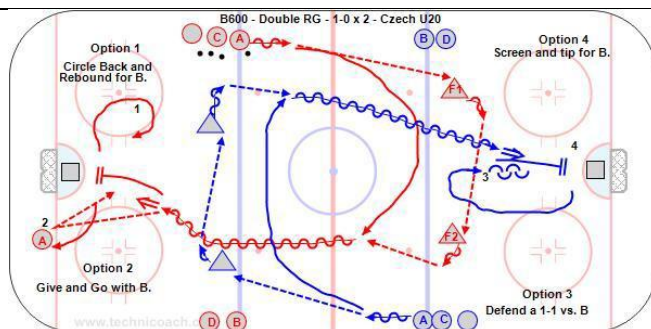 B600 - Double RG - 1-0 x 2 - Czech U20
C A
B D
Option 1
Circle Back and
Rebound for B.
Option 4
Screen and tip for B.
F1
1
4
3
2
A
F2
Option 2
Give and Go with B.
Option 3
Defend a 1-1 vs. B
www.technicoach.c
D B
A C